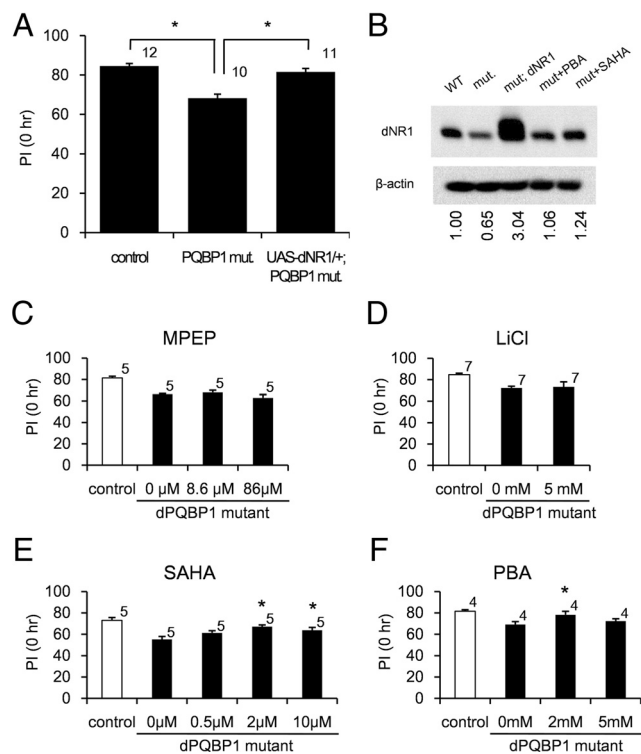 A
* *
12
10
11
PI (0 hr)
100
80
60
40
20
0
control PQBP1 mut. UAS-dNR1/+;
PQBP1 mut.
B
WT mut. mut; dNR1 mut+PBA mut+SAHA
dNR1
β-actin
1.00 0.65 3.04 1.06 1.24
C
MPEP
PI (0 hr)
100
80
60
40
20
0
5 5 5 5
control 0 µM 8.6 µM 86µM
dPQBP1 mutant
D
LiCl
PI (0 hr)
100
80
60
40
20
0
7 7 7
control 0 mM 5 mM
dPQBP1 mutant
E
SAHA
PI (0 hr)
100
80
60
40
20
0
* *
5 5 5 5 5
control 0µM 0.5µM 2µM 10µM
dPQBP1 mutant
F
PBA
PI (0 hr)
100
80
60
40
20
0
*
4 4 4 4
control 0mM 2mM 5mM
dPQBP1 mutant